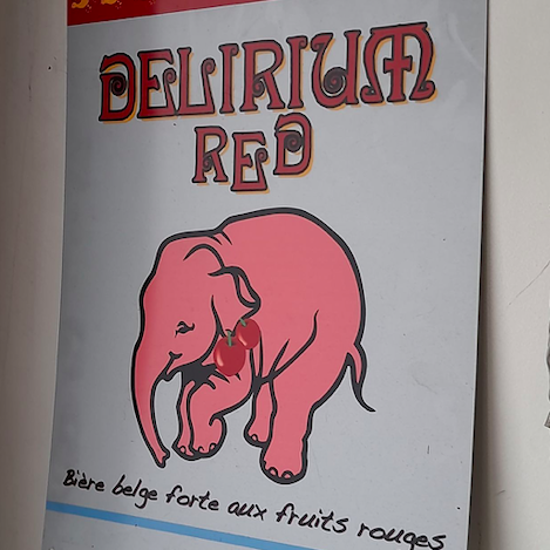 DELIRIUM
RED
Bière belge forte aux fruits rouges